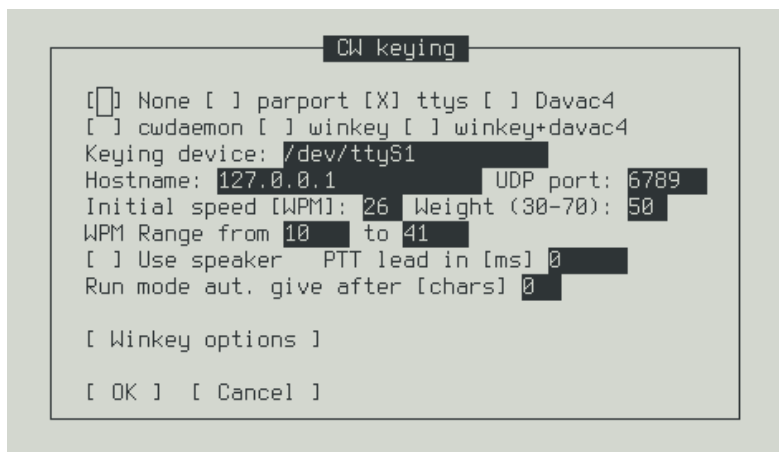 CW keying
[ ] None [ ] parport [X] ttys [ ] Davac4
[ ] cwdaemon [ ] winkey [ ] winkey+davac4
Keying device: /dev/ttyS1
Hostname: 127.0.0.1 UDP port: 6789
Initial speed [WPM]: 26 Weight (30-70): 50
WPM Range from 10 to 41
[ ] Use speaker PTT lead in [ms] 0
Run mode aut. give after [chars] 0
[ Winkey options ]
[ OK ] [ Cancel ]